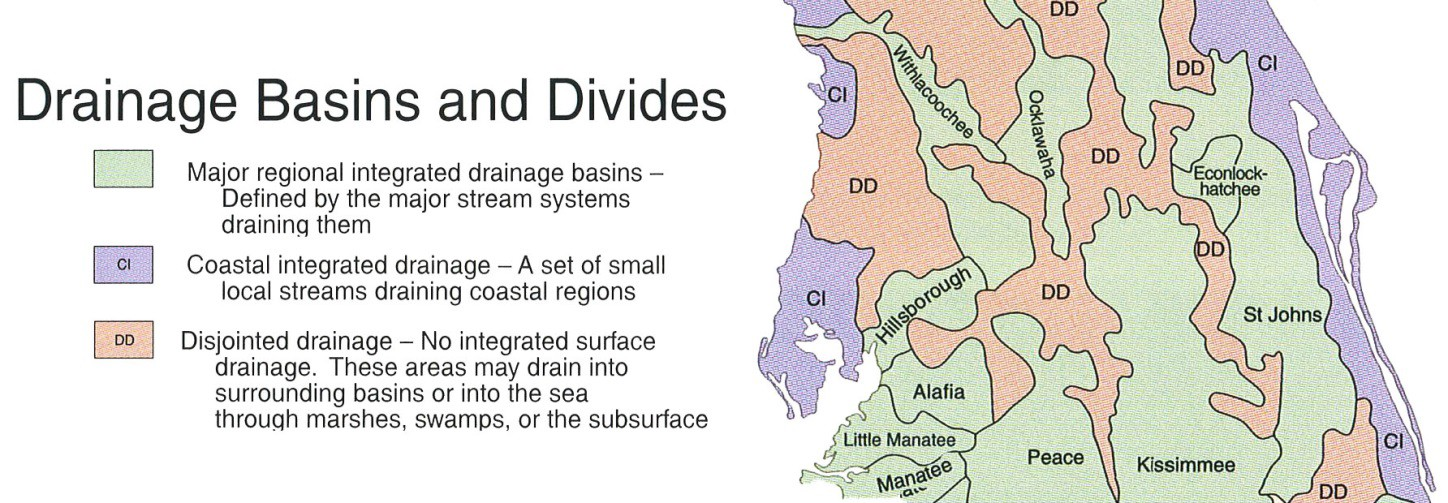 Drainage Basins and Divides
Major regional integrated drainage basins –
Defined by the major stream systems
draining them
CI
Coastal integrated drainage – A set of small
local streams draining coastal regions
DD
Disjointed drainage – No integrated surface
drainage. These areas may drain into
surrounding basins or into the sea
through marshes, swamps, or the subsurface
DD
DD
CI
CI
Withlacoochee
Ocklawaha
DD
DD
Econlock-
hatchee
DD
CI
Hillsborough
DD
St Johns
Alafia
Little Manatee
Manatee
Peace
Kissimmee
CI
DD